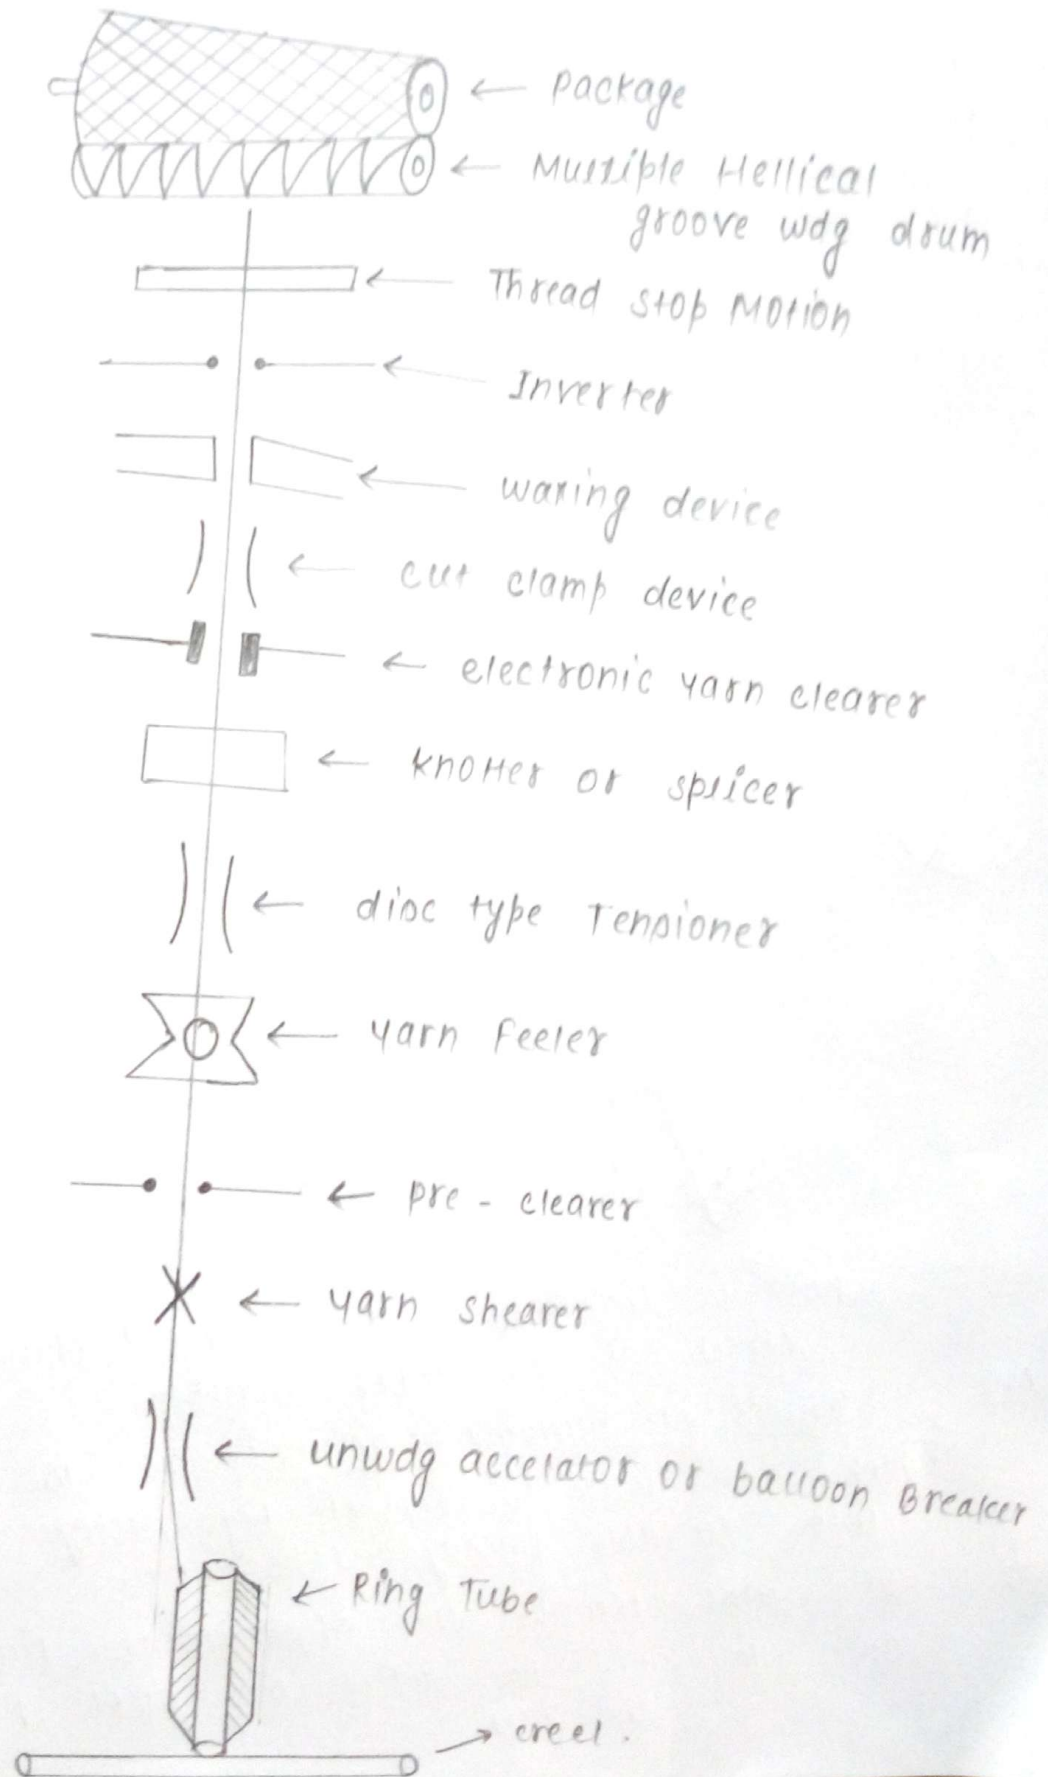 Package
Multiple Hellical
groove wdg drum
Thread Stop Motion
Inverter
waxing device
cut clamp device
electronic yarn clearer
knotter or splicer
disc type Tensioner
yarn feeler
pre - clearer
yarn shearer
unwdg accelator or balloon Breaker
Ring Tube
creel.